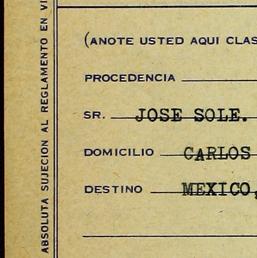 (ANOTE USTED AQUI CLAS
PROCEDENCIA
SR. JOSE SOLE.
DOMICILIO CARLOS
DESTINO MEXICO,
ABSOLUTA SUJECION AL REGLAMENTO EN VI